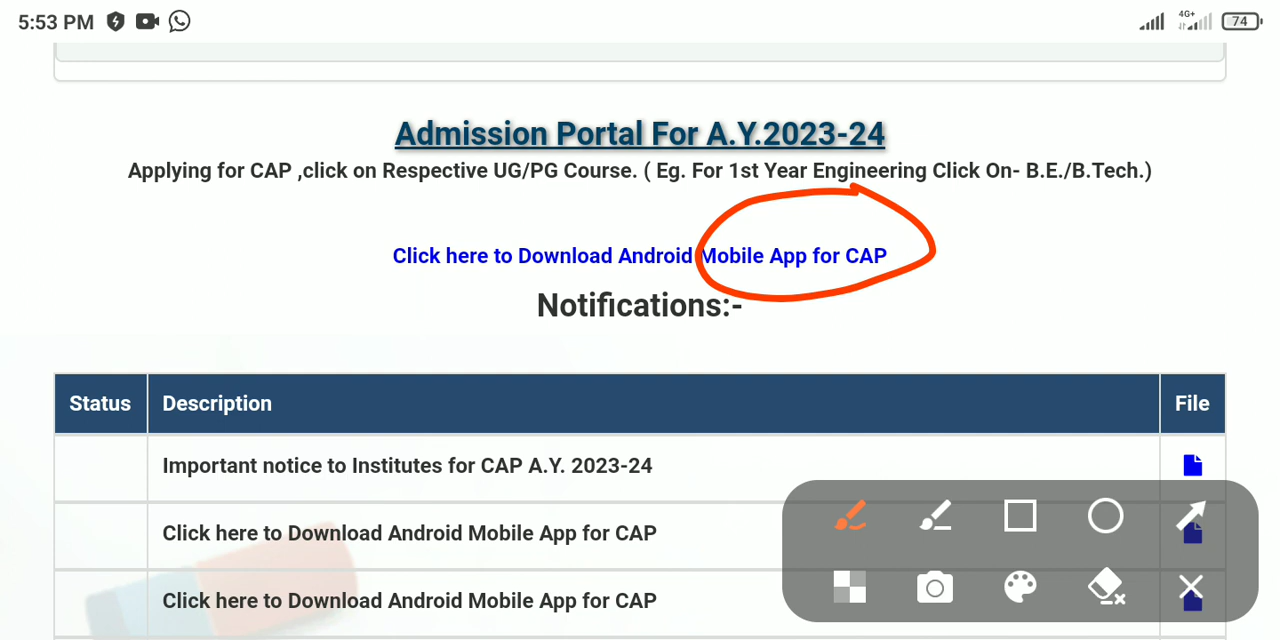 5:53 PM
4G+
74
Admission Portal For A.Y.2023-24
Applying for CAP ,click on Respective UG/PG Course. ( Eg. For 1st Year Engineering Click On- B.E./B.Tech.)
Click here to Download Android Mobile App for CAP
Notifications:-
Status Description File
Important notice to Institutes for CAP A.Y. 2023-24
Click here to Download Android Mobile App for CAP
Click here to Download Android Mobile App for CAP